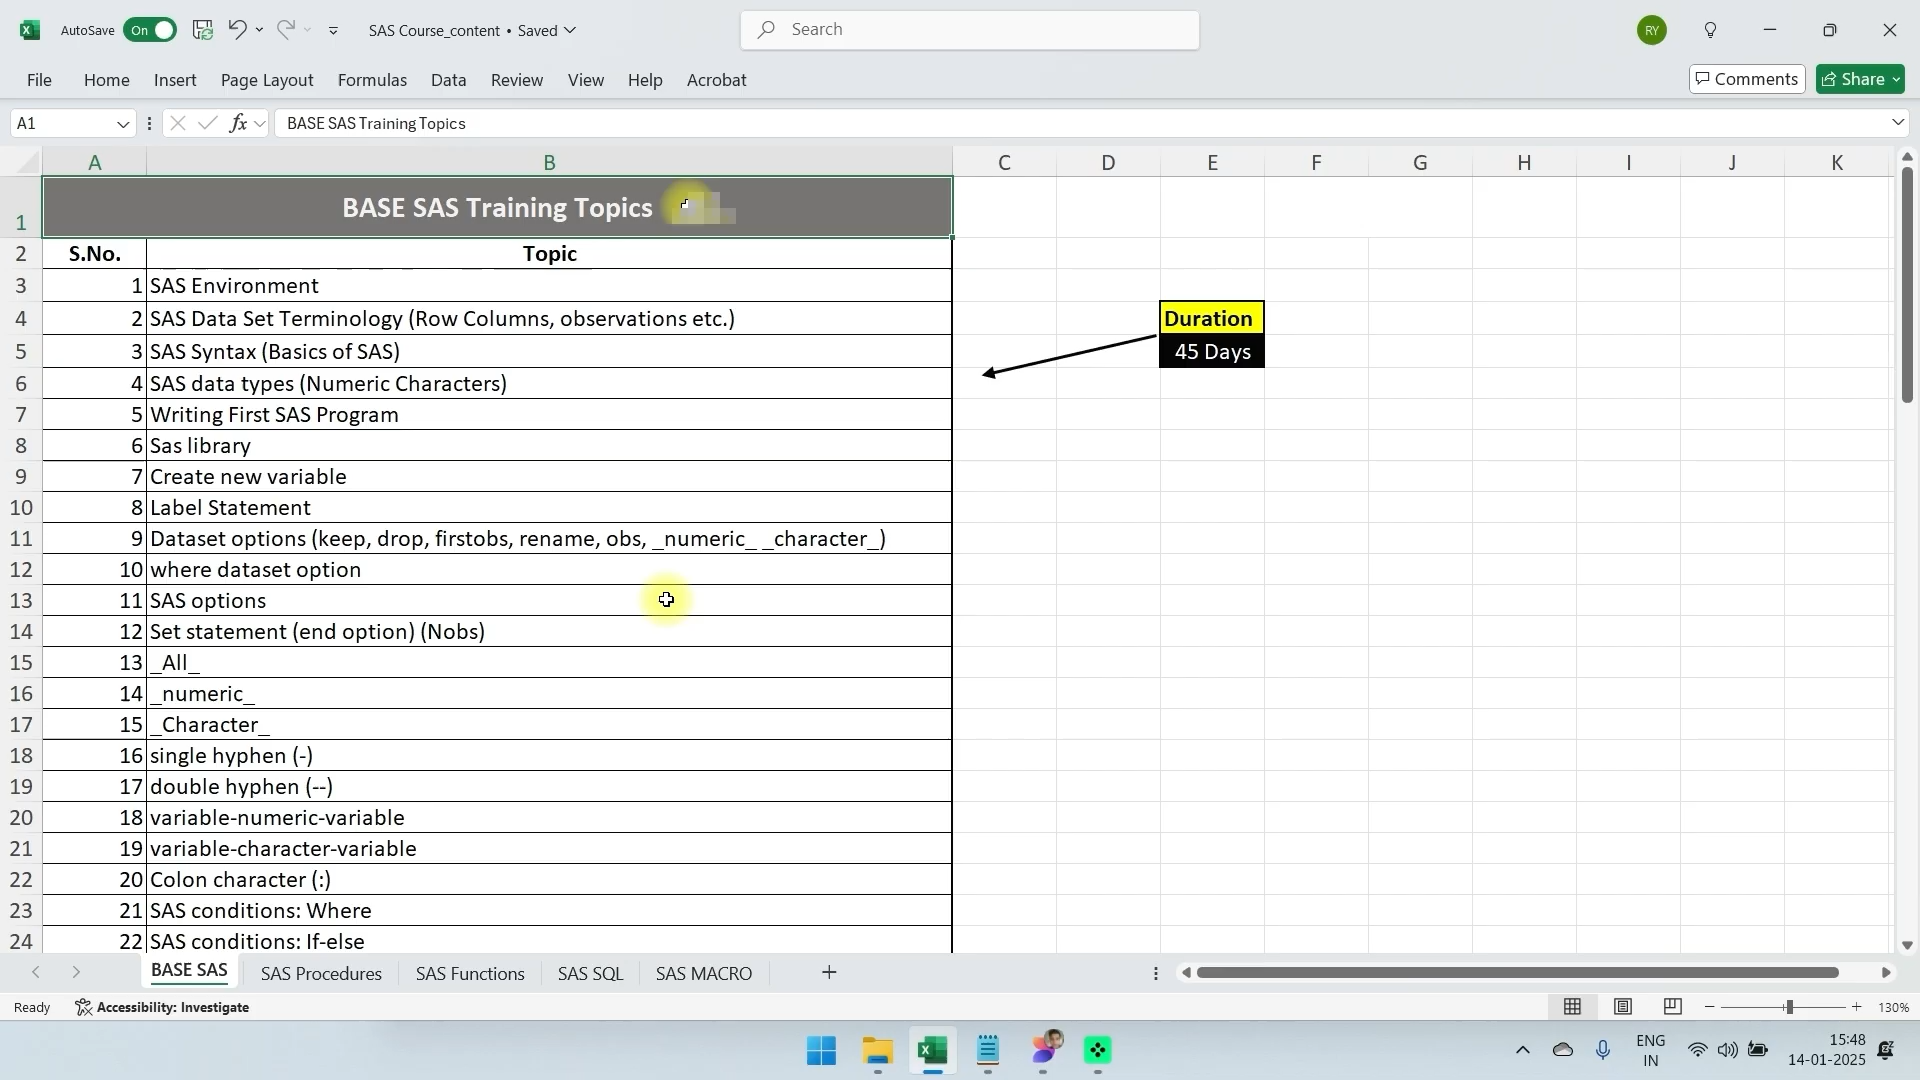 AutoSave On SAS Course_content • Saved Search RY
File Home Insert Page Layout Formulas Data Review View Help Acrobat Comments Share
A1 fx BASE SAS Training Topics
A B C D E F G H I J K
1 BASE SAS Training Topics
2 S.No. Topic
3 1 SAS Environment
4 2 SAS Data Set Terminology (Row Columns, observations etc.) Duration
5 3 SAS Syntax (Basics of SAS) 45 Days
6 4 SAS data types (Numeric Characters)
7 5 Writing First SAS Program
8 6 Sas library
9 7 Create new variable
10 8 Label Statement
11 9 Dataset options (keep, drop, firstobs, rename, obs, _numeric_ _character_)
12 10 where dataset option
13 11 SAS options
14 12 Set statement (end option) (Nobs)
15 13 _All_
16 14 _numeric_
17 15 _Character_
18 16 single hyphen (-)
19 17 double hyphen (--)
20 18 variable-numeric-variable
21 19 variable-character-variable
22 20 Colon character (:)
23 21 SAS conditions: Where
24 22 SAS conditions: If-else
BASE SAS SAS Procedures SAS Functions SAS SQL SAS MACRO
Ready Accessibility: Investigate 130%
ENG 15:48
IN 14-01-2025